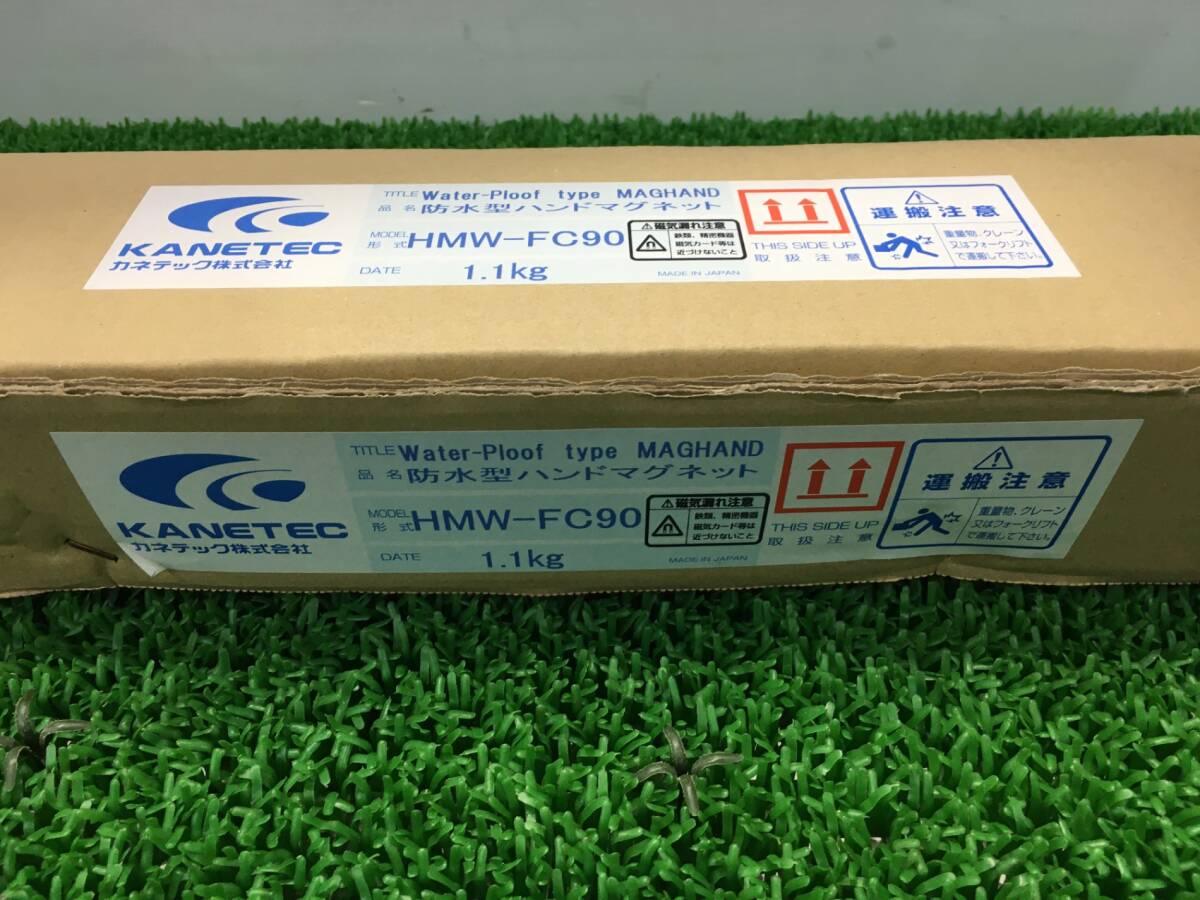 KANETEC
カネテック株式会社
TITLE Water-Ploof type MAGHAND
品名 防水型ハンドマグネット
MODEL
形式 HMW-FC90
DATE 1.1kg
磁気漏れ注意
鉄類、精密機器
磁気カード等は
近づけないこと
MADE IN JAPAN
THIS SIDE UP
取扱注意
運搬注意
重量物、クレーン
又はフォークリフト
で運搬して下さい。
KANETEC
カネテック株式会社
TITLE Water-Ploof type MAGHAND
品名 防水型ハンドマグネット
MODEL
形式 HMW-FC90
DATE 1.1kg
磁気漏れ注意
鉄類、精密機器
磁気カード等は
近づけないこと
MADE IN JAPAN
THIS SIDE UP
取扱注意
運搬注意
重量物、クレーン
又はフォークリフト
で運搬して下さい。